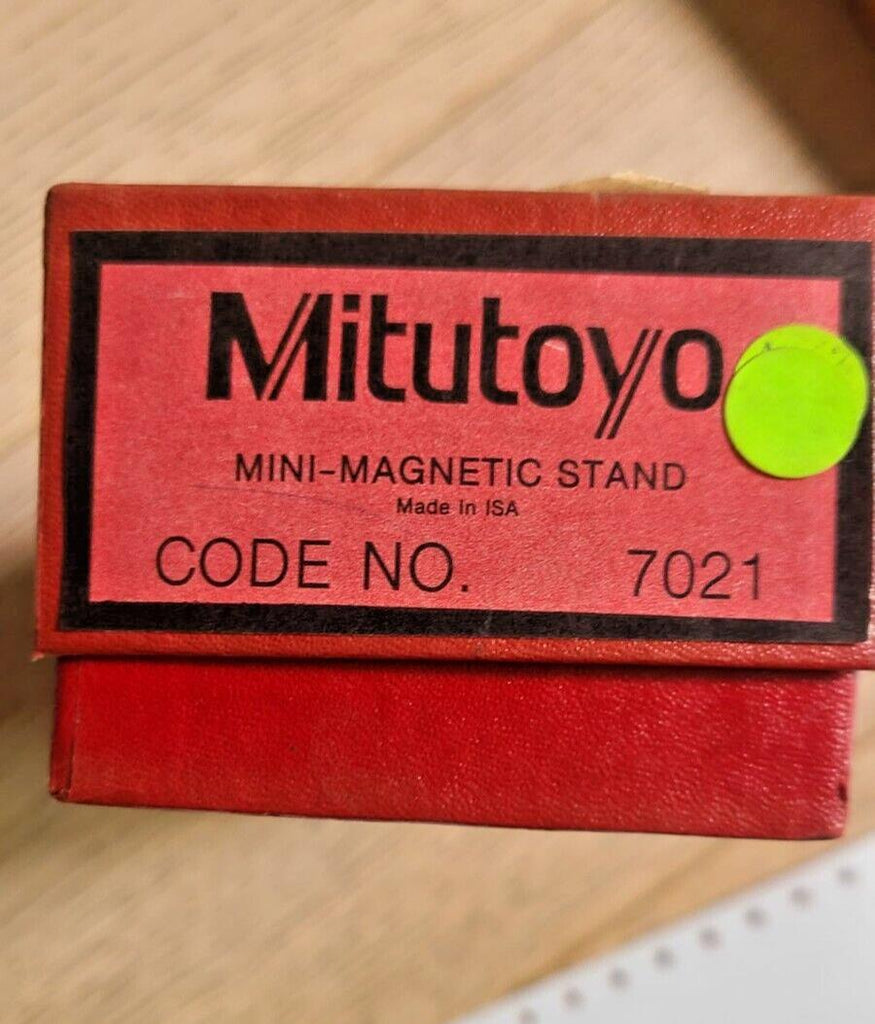 Mitutoyo
MINI-MAGNETIC STAND
Made in ISA
CODE NO. 7021